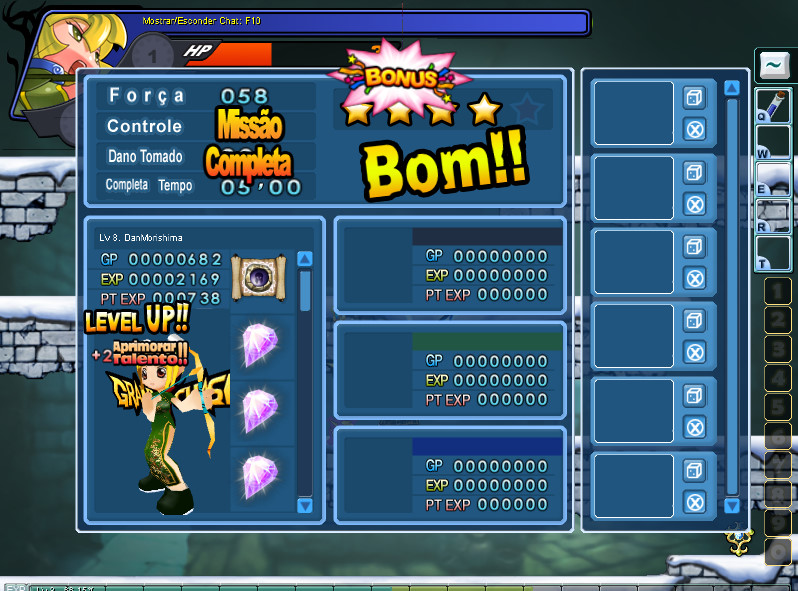 Mostrar/Esconder Chat: F10
1
HP
BONUS
Força 058
Controle
Dano Tomado
Completa Tempo 05'00
Missão
Completa
Bom!!
Lv 8. DanMorishima
GP 00000682
EXP 00002169
PT EXP 000738
LEVEL UP!!
+2 Aprimorar
Talento!!
GP 00000000
EXP 00000000
PT EXP 000000
GP 00000000
EXP 00000000
PT EXP 000000
GP 00000000
EXP 00000000
PT EXP 000000
~
Q
W
E
R
T
1
2
3
4
5
6
7
8
9
0
EXP